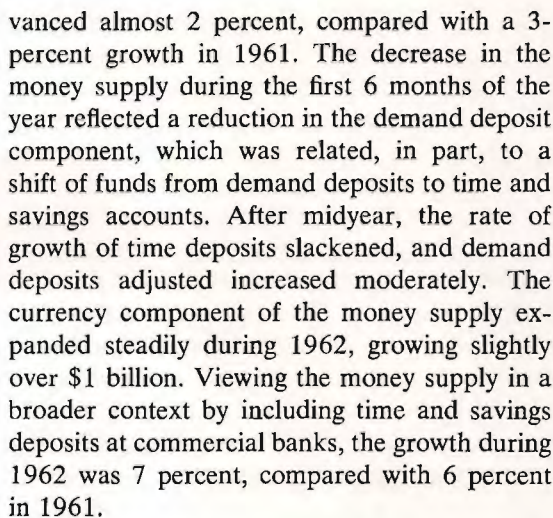 vanced almost 2 percent, compared with a 3-
percent growth in 1961. The decrease in the
money supply during the first 6 months of the
year reflected a reduction in the demand deposit
component, which was related, in part, to a
shift of funds from demand deposits to time and
savings accounts. After midyear, the rate of
growth of time deposits slackened, and demand
deposits adjusted increased moderately. The
currency component of the money supply ex-
panded steadily during 1962, growing slightly
over $1 billion. Viewing the money supply in a
broader context by including time and savings
deposits at commercial banks, the growth during
1962 was 7 percent, compared with 6 percent
in 1961.